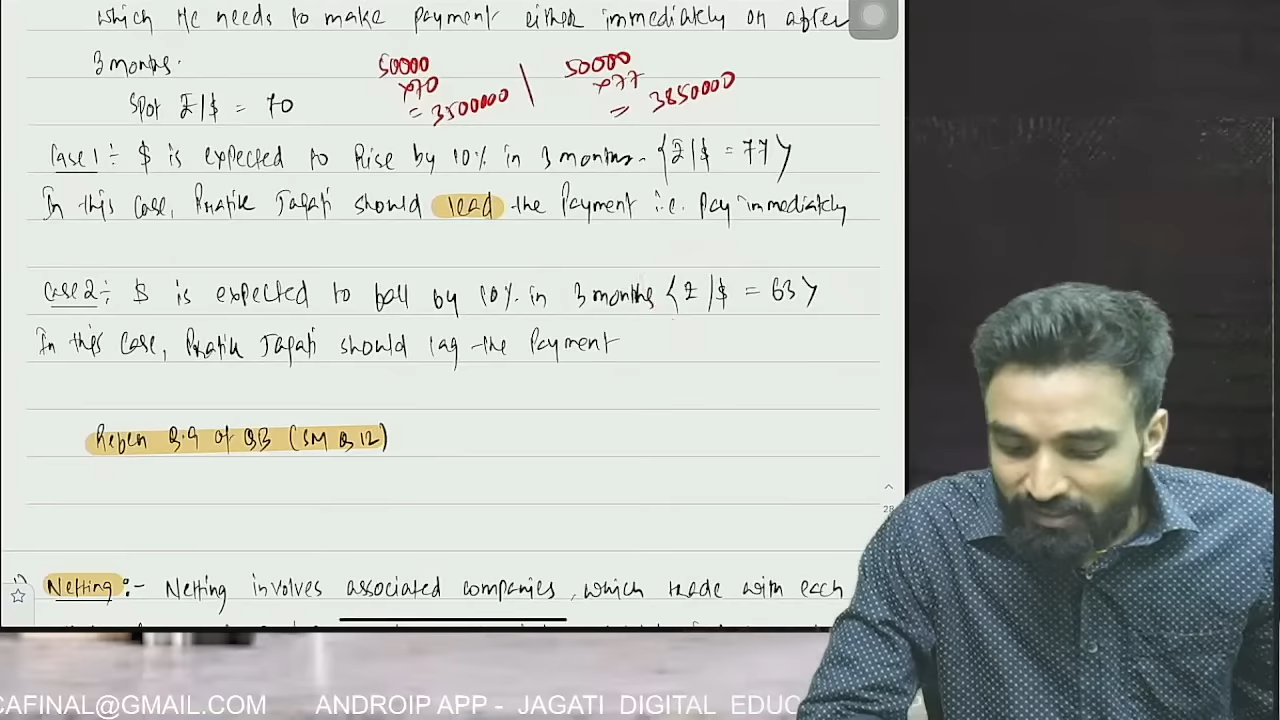 which He needs to make payment either immediately or after
3 months.
50000
×70
= 3500000
50000
×77
= 3850000
Spot ₹/$ = 70
Case 1 ÷ $ is expected to Rise by 10% in 3 months. {₹/$ = 77}
In this case, Pratik Jagati should lead the Payment i.e. Pay immediately
Case 2 ÷ $ is expected to fall by 10% in 3 months {₹/$ = 63}
In this case, Pratik Jagati should lag the Payment
Refer Q.9 of QB (SM Q 12)
28
Netting :- Netting involves associated companies, which trade with each
CAFINAL@GMAIL.COM ANDROIP APP - JAGATI DIGITAL EDUC